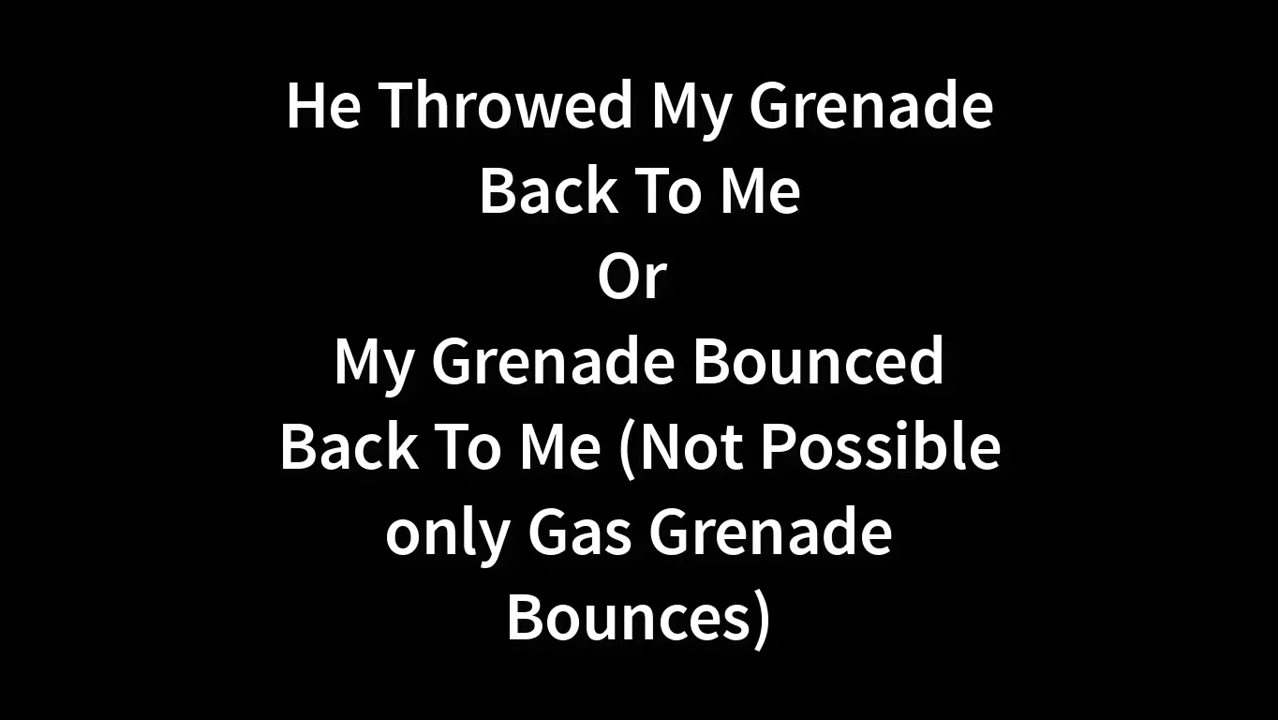 He Throwed My Grenade
Back To Me
Or
My Grenade Bounced
Back To Me (Not Possible
only Gas Grenade
Bounces)